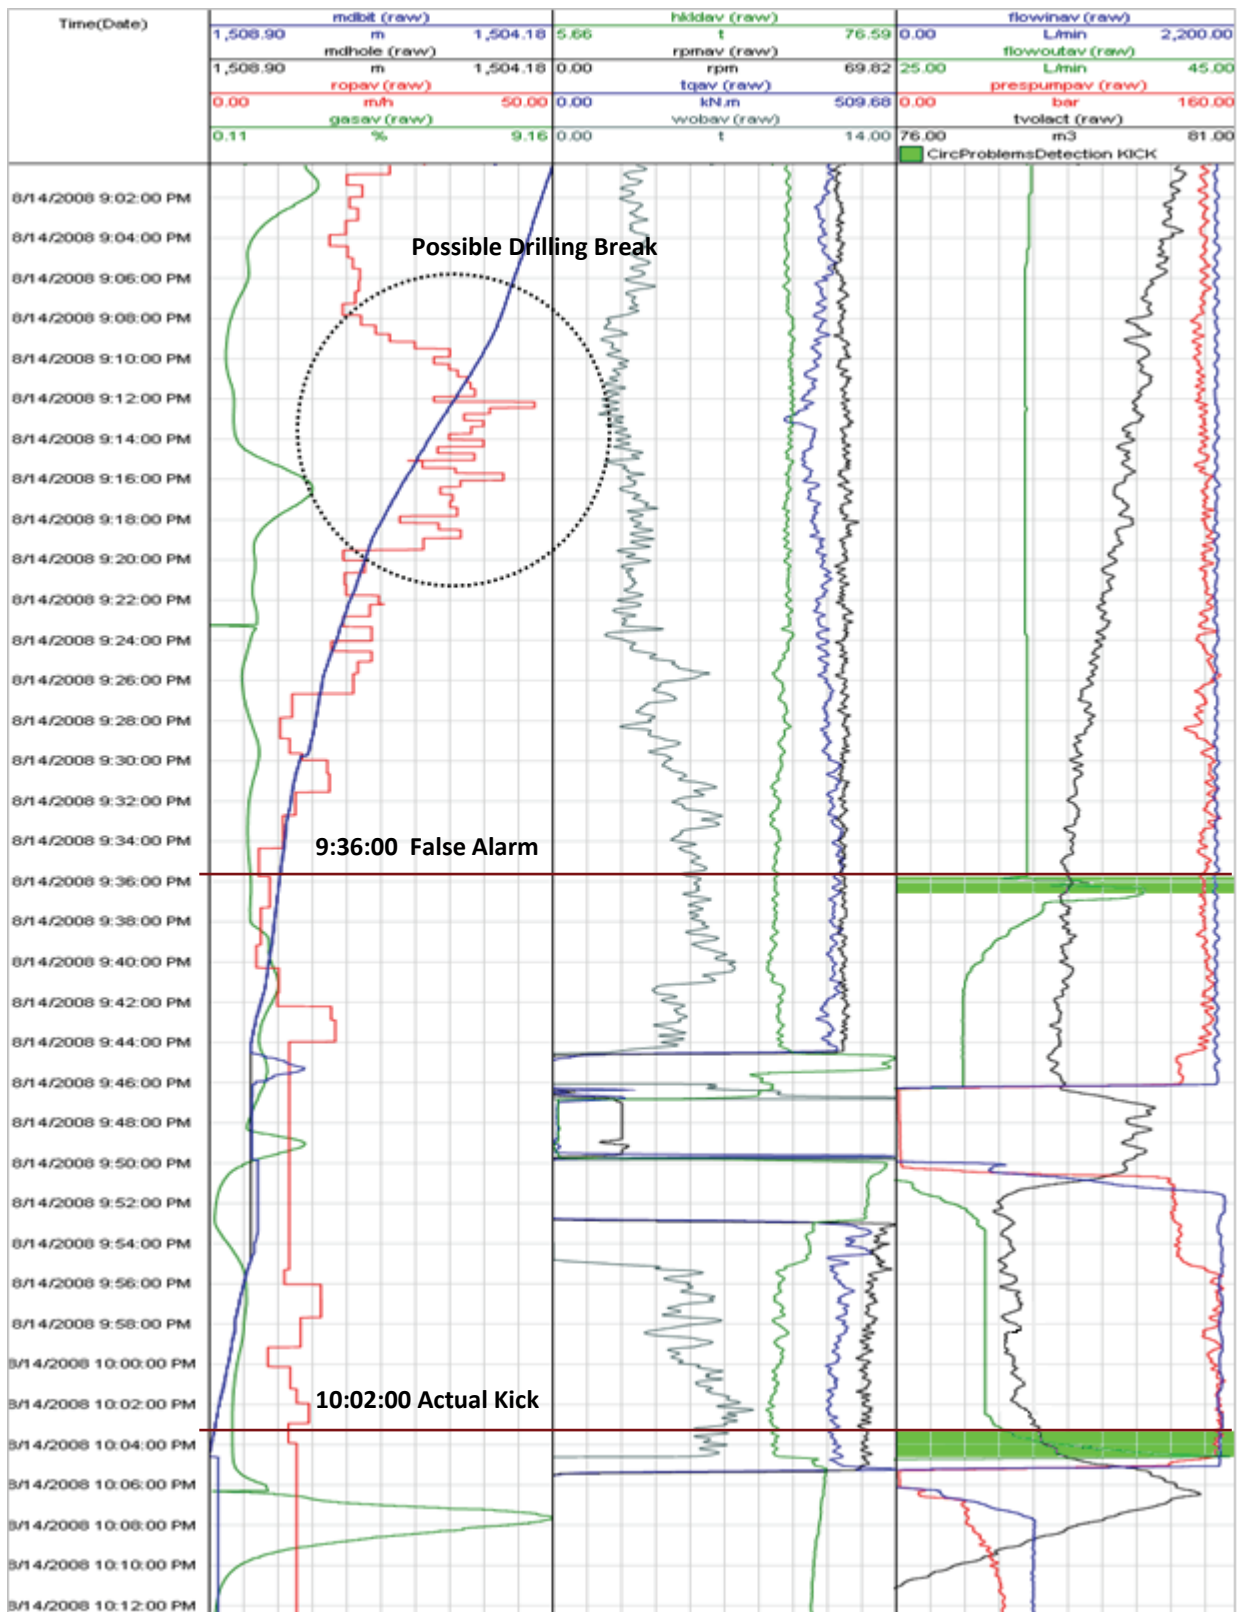 Time(Date)
mdbit (raw)
1,508.90 m 1,504.18
mdhole (raw)
1,508.90 m 1,504.18
ropav (raw)
0.00 m/h 50.00
gasav (raw)
0.11 % 9.16
hkldav (raw)
5.66 t 76.59
rpmav (raw)
0.00 rpm 69.82
tqav (raw)
0.00 kN.m 509.68
wobav (raw)
0.00 t 14.00
flowinav (raw)
0.00 L/min 2,200.00
flowoutav (raw)
25.00 L/min 45.00
prespumpav (raw)
0.00 bar 160.00
tvolact (raw)
76.00 m3 81.00
CircProblemsDetection KICK
8/14/2008 9:02:00 PM
8/14/2008 9:04:00 PM
Possible Drilling Break
8/14/2008 9:06:00 PM
8/14/2008 9:08:00 PM
8/14/2008 9:10:00 PM
8/14/2008 9:12:00 PM
8/14/2008 9:14:00 PM
8/14/2008 9:16:00 PM
8/14/2008 9:18:00 PM
8/14/2008 9:20:00 PM
8/14/2008 9:22:00 PM
8/14/2008 9:24:00 PM
8/14/2008 9:26:00 PM
8/14/2008 9:28:00 PM
8/14/2008 9:30:00 PM
8/14/2008 9:32:00 PM
8/14/2008 9:34:00 PM
9:36:00 False Alarm
8/14/2008 9:36:00 PM
8/14/2008 9:38:00 PM
8/14/2008 9:40:00 PM
8/14/2008 9:42:00 PM
8/14/2008 9:44:00 PM
8/14/2008 9:46:00 PM
8/14/2008 9:48:00 PM
8/14/2008 9:50:00 PM
8/14/2008 9:52:00 PM
8/14/2008 9:54:00 PM
8/14/2008 9:56:00 PM
8/14/2008 9:58:00 PM
8/14/2008 10:00:00 PM
10:02:00 Actual Kick
8/14/2008 10:02:00 PM
8/14/2008 10:04:00 PM
8/14/2008 10:06:00 PM
8/14/2008 10:08:00 PM
8/14/2008 10:10:00 PM
8/14/2008 10:12:00 PM